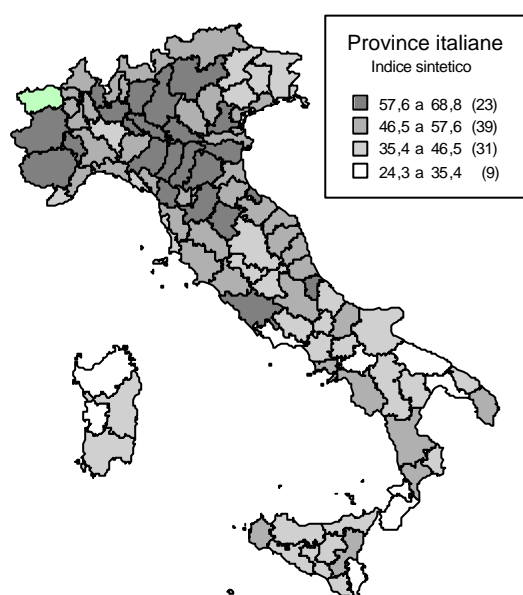 Province italiane
Indice sintetico
57,6 a 68,8 (23)
46,5 a 57,6 (39)
35,4 a 46,5 (31)
24,3 a 35,4 (9)